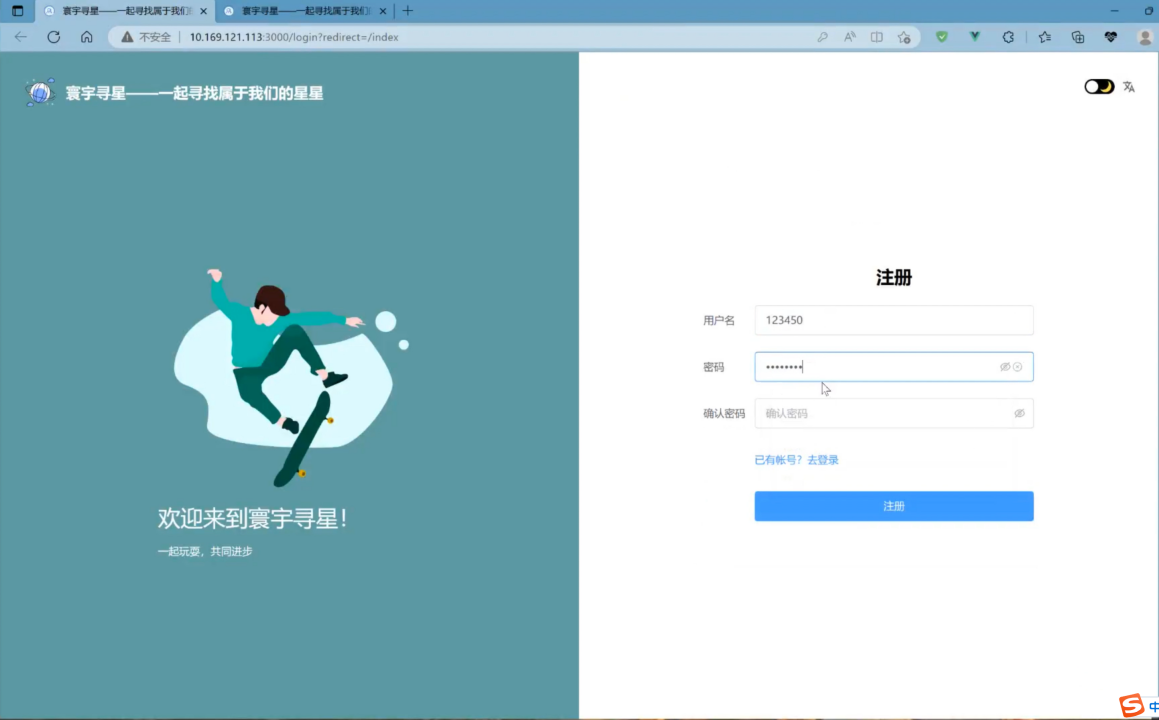 寰宇寻星——一起寻找属于我们
寰宇寻星——一起寻找属于我们
不安全
10.169.121.113:3000/login?redirect=/index
寰宇寻星——一起寻找属于我们的星星
注册
用户名
123450
密码
••••••••
确认密码
确认密码
已有帐号？去登录
注册
欢迎来到寰宇寻星！
一起玩耍，共同进步
中